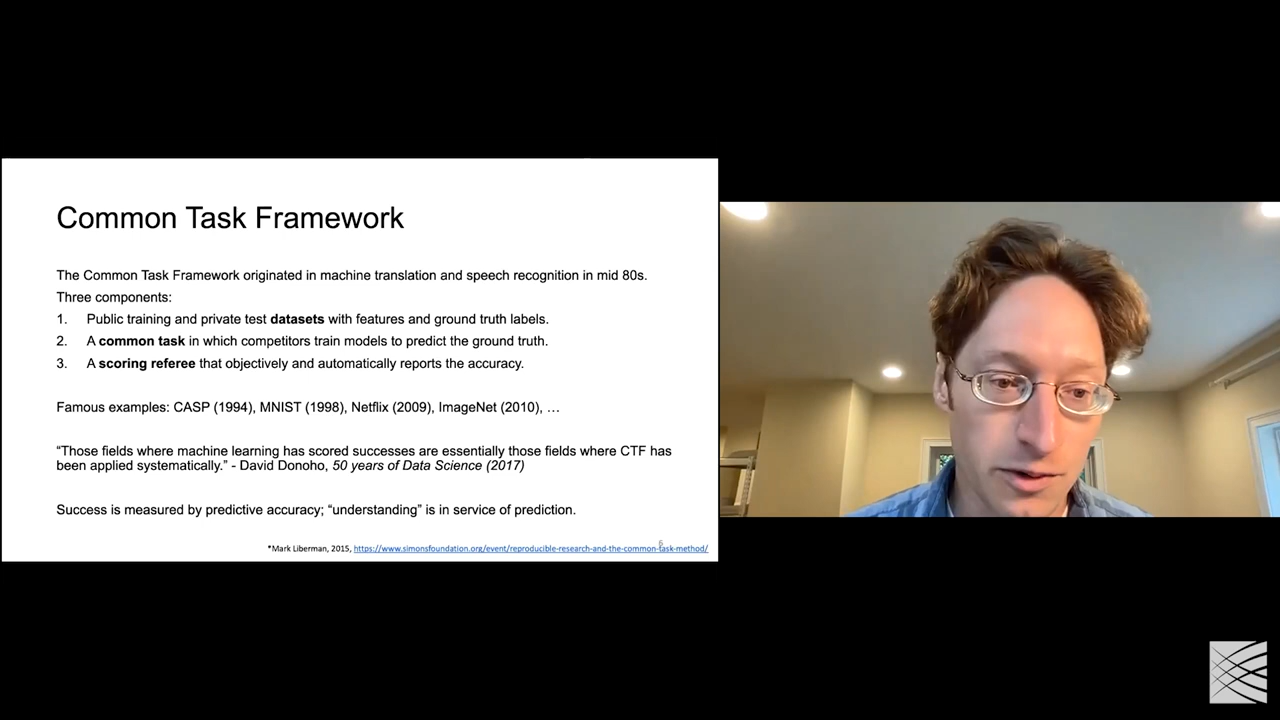 Common Task Framework
The Common Task Framework originated in machine translation and speech recognition in mid 80s.
Three components:
1. Public training and private test datasets with features and ground truth labels.
2. A common task in which competitors train models to predict the ground truth.
3. A scoring referee that objectively and automatically reports the accuracy.
Famous examples: CASP (1994), MNIST (1998), Netflix (2009), ImageNet (2010), …
“Those fields where machine learning has scored successes are essentially those fields where CTF has
been applied systematically.” - David Donoho, 50 years of Data Science (2017)
Success is measured by predictive accuracy; “understanding” is in service of prediction.
6
*Mark Liberman, 2015, https://www.simonsfoundation.org/event/reproducible-research-and-the-common-task-method/